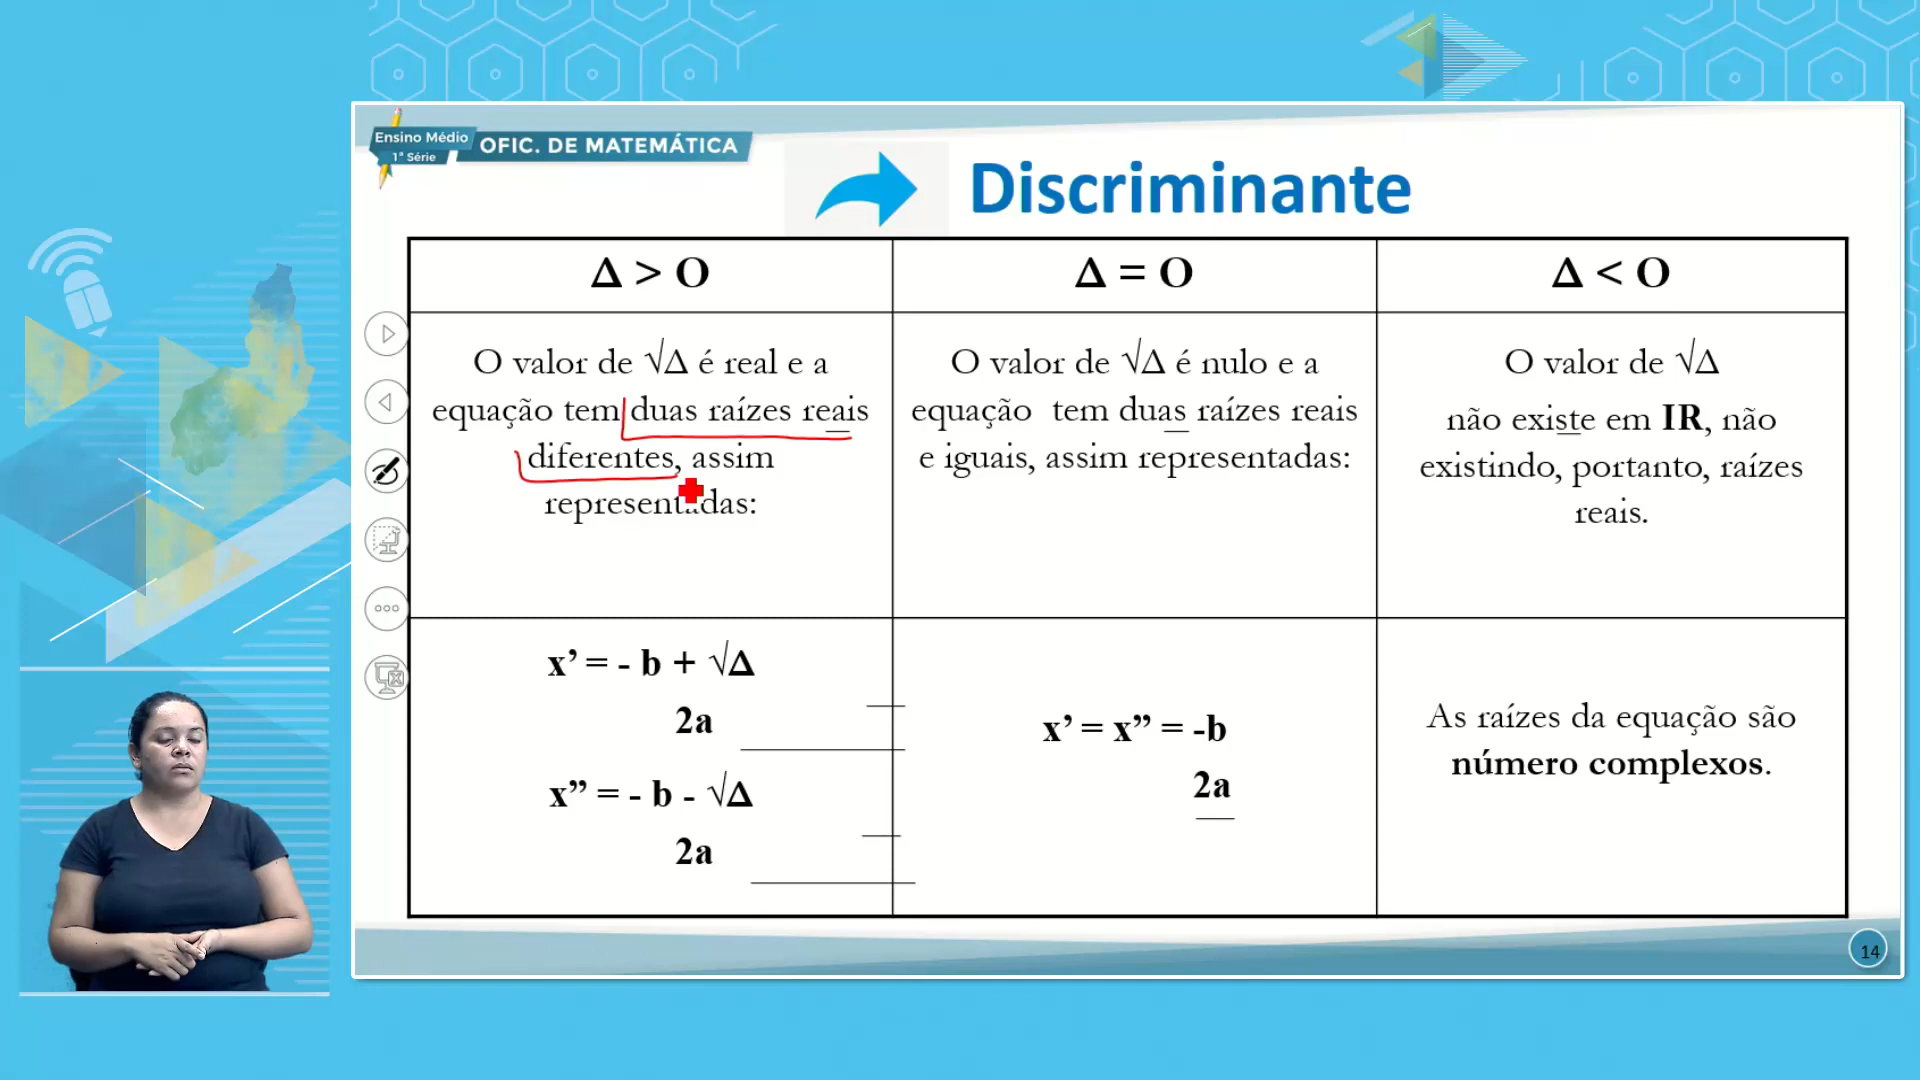 Ensino Médio
1ª Série
OFIC. DE MATEMÁTICA
Discriminante
Δ > O
Δ = O
Δ < O
O valor de √Δ é real e a
equação tem duas raízes reais
diferentes, assim
representadas:
O valor de √Δ é nulo e a
equação tem duas raízes reais
e iguais, assim representadas:
O valor de √Δ
não existe em IR, não
existindo, portanto, raízes
reais.
x’ = - b + √Δ
2a
x” = - b - √Δ
2a
x’ = x” = -b
2a
As raízes da equação são
número complexos.
14